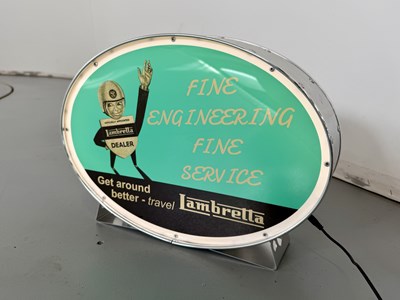 FINE
ENGINEERING
FINE
SERVICE
Lambretta
DEALER
Get around
better - travel Lambretta